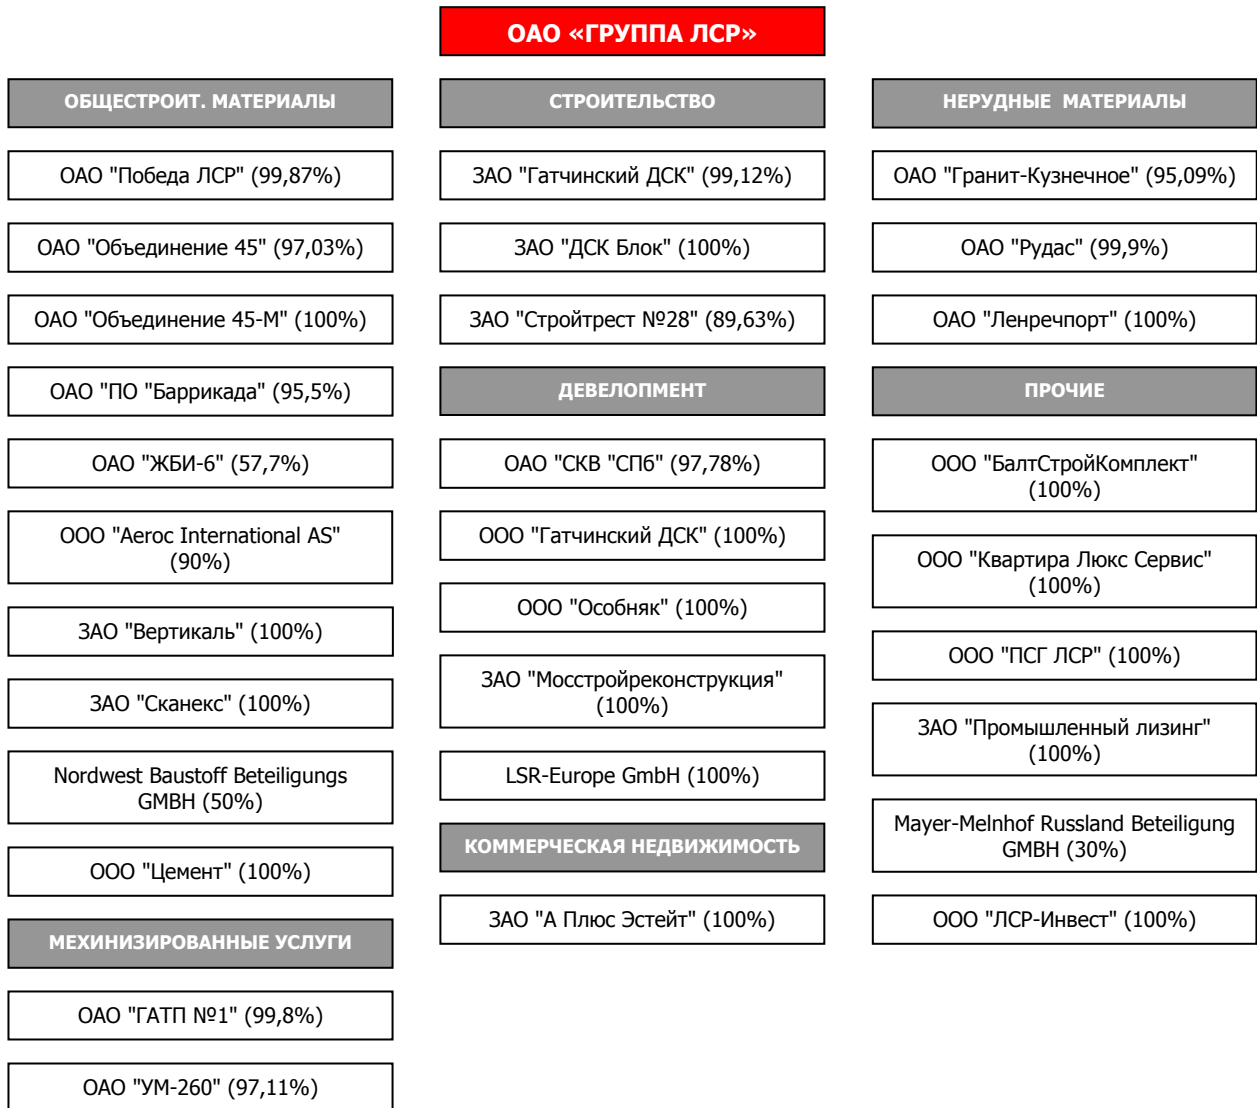 ОАО «ГРУППА ЛСР»
ОБЩЕСТРОИТ. МАТЕРИАЛЫ
ОАО "Победа ЛСР" (99,87%)
ОАО "Объединение 45" (97,03%)
ОАО "Объединение 45-М" (100%)
ОАО "ПО "Баррикада" (95,5%)
ОАО "ЖБИ-6" (57,7%)
ООО "Aeroc International AS"
(90%)
ЗАО "Вертикаль" (100%)
ЗАО "Сканекс" (100%)
Nordwest Baustoff Beteiligungs
GMBH (50%)
ООО "Цемент" (100%)
МЕХИНИЗИРОВАННЫЕ УСЛУГИ
ОАО "ГАТП №1" (99,8%)
ОАО "УМ-260" (97,11%)
СТРОИТЕЛЬСТВО
ЗАО "Гатчинский ДСК" (99,12%)
ЗАО "ДСК Блок" (100%)
ЗАО "Стройтрест №28" (89,63%)
ДЕВЕЛОПМЕНТ
ОАО "СКВ "СПб" (97,78%)
ООО "Гатчинский ДСК" (100%)
ООО "Особняк" (100%)
ЗАО "Мосстройреконструкция"
(100%)
LSR-Europe GmbH (100%)
КОММЕРЧЕСКАЯ НЕДВИЖИМОСТЬ
ЗАО "А Плюс Эстейт" (100%)
НЕРУДНЫЕ МАТЕРИАЛЫ
ОАО "Гранит-Кузнечное" (95,09%)
ОАО "Рудас" (99,9%)
ОАО "Ленречпорт" (100%)
ПРОЧИЕ
ООО "БалтСтройКомплект"
(100%)
ООО "Квартира Люкс Сервис"
(100%)
ООО "ПСГ ЛСР" (100%)
ЗАО "Промышленный лизинг"
(100%)
Mayer-Melnhof Russland Beteiligung
GMBH (30%)
ООО "ЛСР-Инвест" (100%)